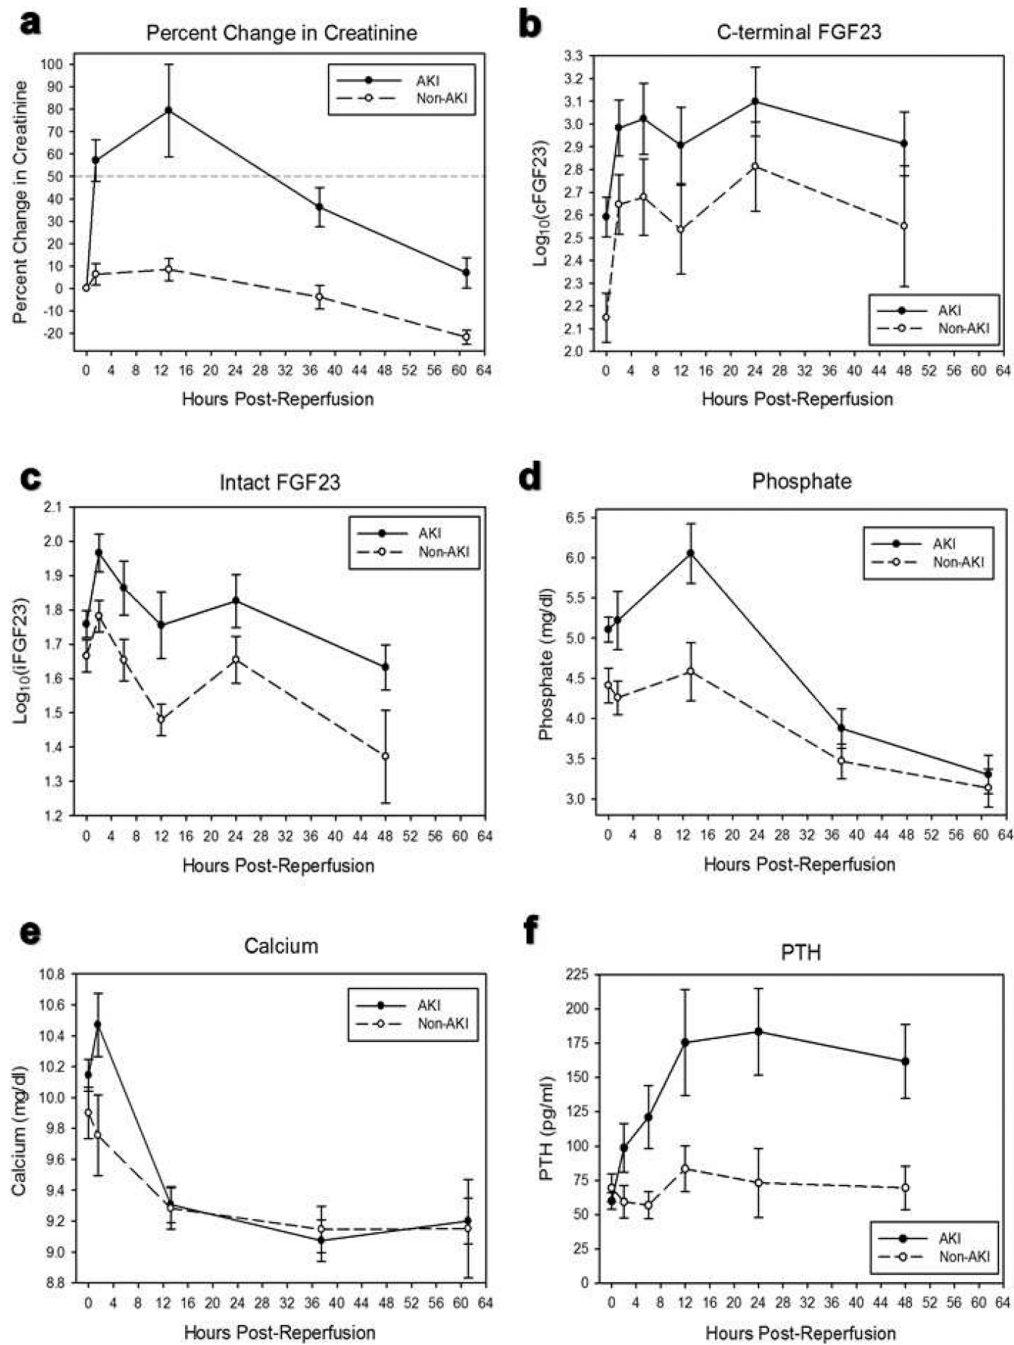 a
Percent Change in Creatinine
Percent Change in Creatinine
100
90
80
70
60
50
40
30
20
10
0
-10
-20
AKI
Non-AKI
0 4 8 12 16 20 24 28 32 36 40 44 48 52 56 60 64
Hours Post-Reperfusion
b
C-terminal FGF23
Log10(cFGF23)
3.3
3.2
3.1
3.0
2.9
2.8
2.7
2.6
2.5
2.4
2.3
2.2
2.1
2.0
AKI
Non-AKI
0 4 8 12 16 20 24 28 32 36 40 44 48 52 56 60 64
Hours Post-Reperfusion
c
Intact FGF23
Log10(iFGF23)
2.1
2.0
1.9
1.8
1.7
1.6
1.5
1.4
1.3
1.2
AKI
Non-AKI
0 4 8 12 16 20 24 28 32 36 40 44 48 52 56 60 64
Hours Post-Reperfusion
d
Phosphate
Phosphate (mg/dl)
6.5
6.0
5.5
5.0
4.5
4.0
3.5
3.0
AKI
Non-AKI
0 4 8 12 16 20 24 28 32 36 40 44 48 52 56 60 64
Hours Post-Reperfusion
e
Calcium
Calcium (mg/dl)
10.8
10.6
10.4
10.2
10.0
9.8
9.6
9.4
9.2
9.0
8.8
AKI
Non-AKI
0 4 8 12 16 20 24 28 32 36 40 44 48 52 56 60 64
Hours Post-Reperfusion
f
PTH
PTH (pg/ml)
225
200
175
150
125
100
75
50
25
0
AKI
Non-AKI
0 4 8 12 16 20 24 28 32 36 40 44 48 52 56 60 64
Hours Post-Reperfusion